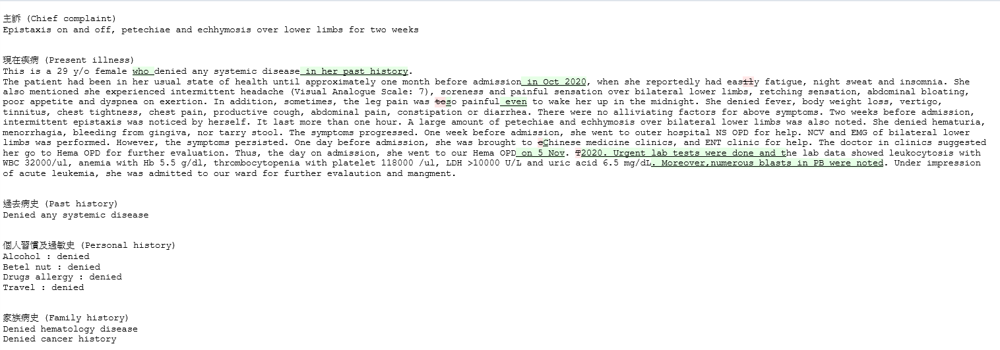 主訴 (Chief complaint)
Epistaxis on and off, petechiae and echhymosis over lower limbs for two weeks
現在疾病 (Present illness)
This is a 29 y/o female who denied any systemic disease in her past history.
The patient had been in her usual state of health until approximately one month before admission in Oct 2020, when she reportedly had easily fatigue, night sweat and insomnia. She
also mentioned she experienced intermittent headache (Visual Analogue Scale: 7), soreness and painful sensation over bilateral lower limbs, retching sensation, abdominal bloating,
poor appetite and dyspnea on exertion. In addition, sometimes, the leg pain was toso painful even to wake her up in the midnight. She denied fever, body weight loss, vertigo,
tinnitus, chest tightness, chest pain, productive cough, abdominal pain, constipation or diarrhea. There were no alliviating factors for above symptoms. Two weeks before admission,
intermittent epistaxis was noticed by herself. It last more than one hour. A large amount of petechiae and echhymosis over bilateral lower limbs was also noted. She denied hematuria,
menorrhagia, bleeding from gingiva, nor tarry stool. The symptoms progressed. One week before admission, she went to outer hospital NS OPD for help. NCV and EMG of bilateral lower
limbs was performed. However, the symptoms persisted. One day before admission, she was brought to cChinese medicine clinics, and ENT clinic for help. The doctor in clinics suggested
her go to Hema OPD for further evaluation. Thus, the day on admission, she went to our Hema OPD on 5 Nov. T2020. Urgent lab tests were done and the lab data showed leukocytosis with
WBC 32000/ul, anemia with Hb 5.5 g/dl, thrombocytopenia with platelet 118000 /ul, LDH >10000 U/L and uric acid 6.5 mg/dL. Moreover,numerous blasts in PB were noted. Under impression
of acute leukemia, she was admitted to our ward for further evalaution and mangment.
過去病史 (Past history)
Denied any systemic disease
個人習慣及過敏史 (Personal history)
Alcohol : denied
Betel nut : denied
Drugs allergy : denied
Travel : denied
家族病史 (Family history)
Denied hematology disease
Denied cancer history